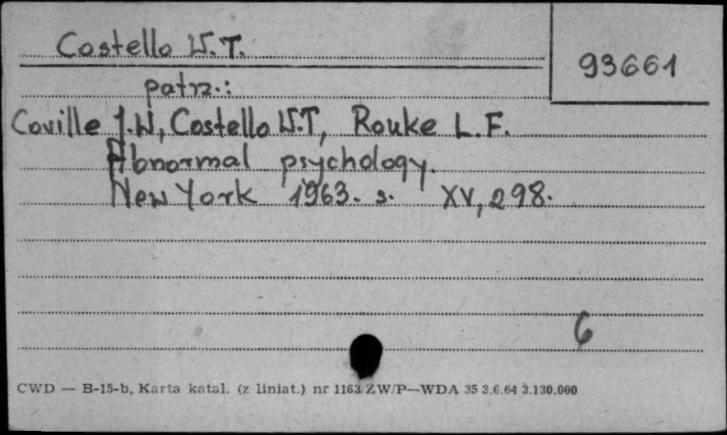 Costello W.T.
93661
patrz.:
Coville J.W, Costello W.T, Rouke L.F.
Abnormal psychology.
New York 1963. s. XV, 298.
6
CWD — B-15-b, Karta katal. (z liniat.) nr 1163/ZW/P—WDA 35 3.6.64 3.130.000